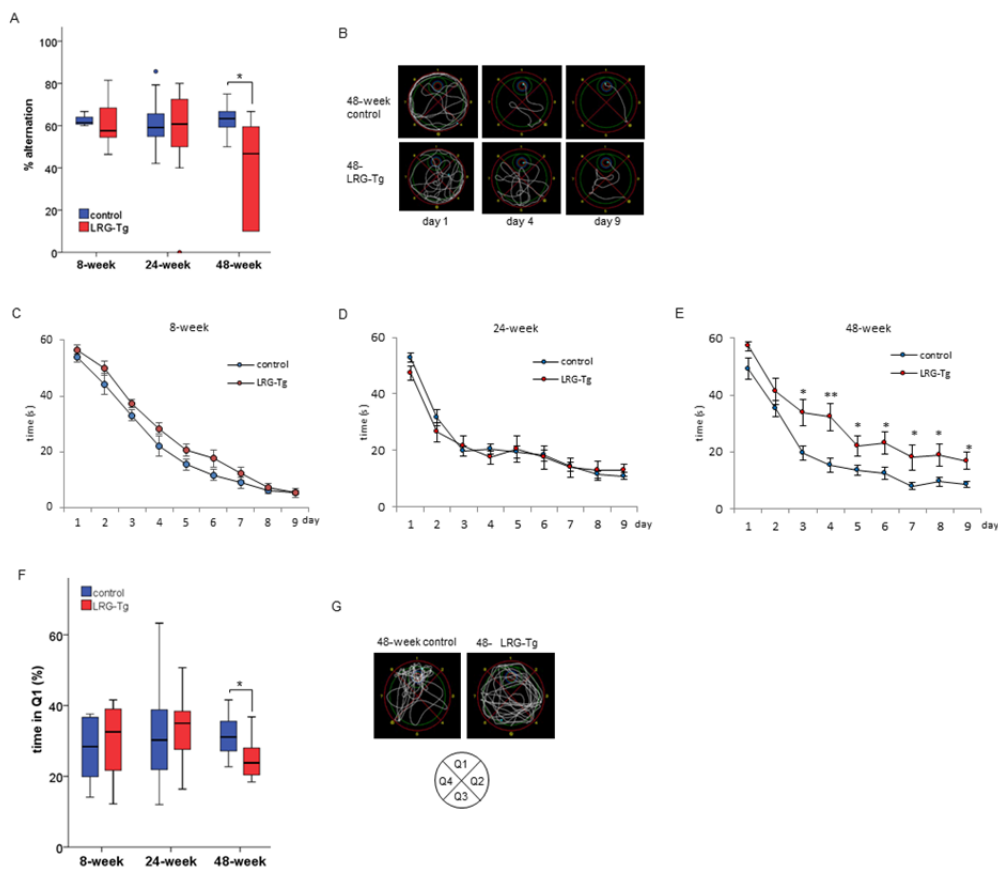 A
100
80
60
40
20
0
% alternation
*
control
LRG-Tg
8-week
24-week
48-week
B
48-week
control
48-
LRG-Tg
day 1
day 4
day 9
C
8-week
60
40
20
0
time (s)
control
LRG-Tg
1 2 3 4 5 6 7 8 9 day
D
24-week
60
40
20
0
time (s)
control
LRG-Tg
1 2 3 4 5 6 7 8 9 day
E
48-week
60
40
20
0
time (s)
control
LRG-Tg
* ** * * * * *
1 2 3 4 5 6 7 8 9 day
F
control
LRG-Tg
60
40
20
0
time in Q1 (%)
*
8-week
24-week
48-week
G
48-week control
48- LRG-Tg
Q1
Q4 Q2
Q3